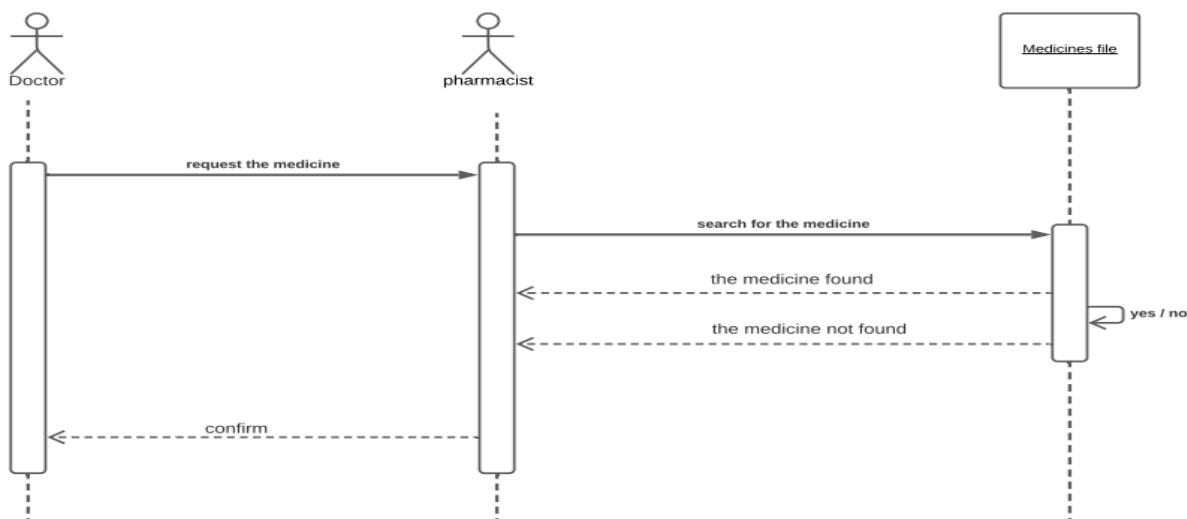 Doctor
pharmacist
Medicines file
request the medicine
search for the medicine
the medicine found
yes / no
the medicine not found
confirm